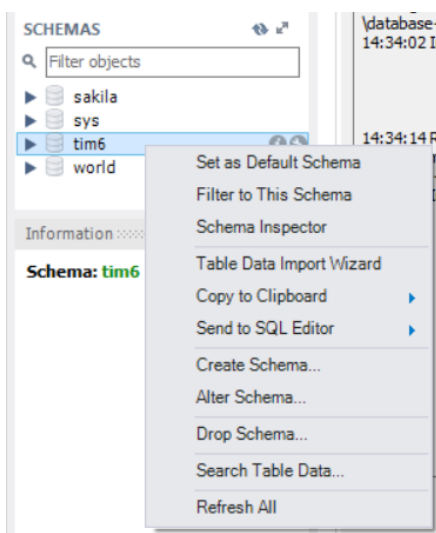 SCHEMAS
Filter objects
sakila
sys
tim6
world
Information
Schema: tim6
Set as Default Schema
Filter to This Schema
Schema Inspector
Table Data Import Wizard
Copy to Clipboard
Send to SQL Editor
Create Schema...
Alter Schema...
Drop Schema...
Search Table Data...
Refresh All
\database-
14:34:02 I
14:34:14 R